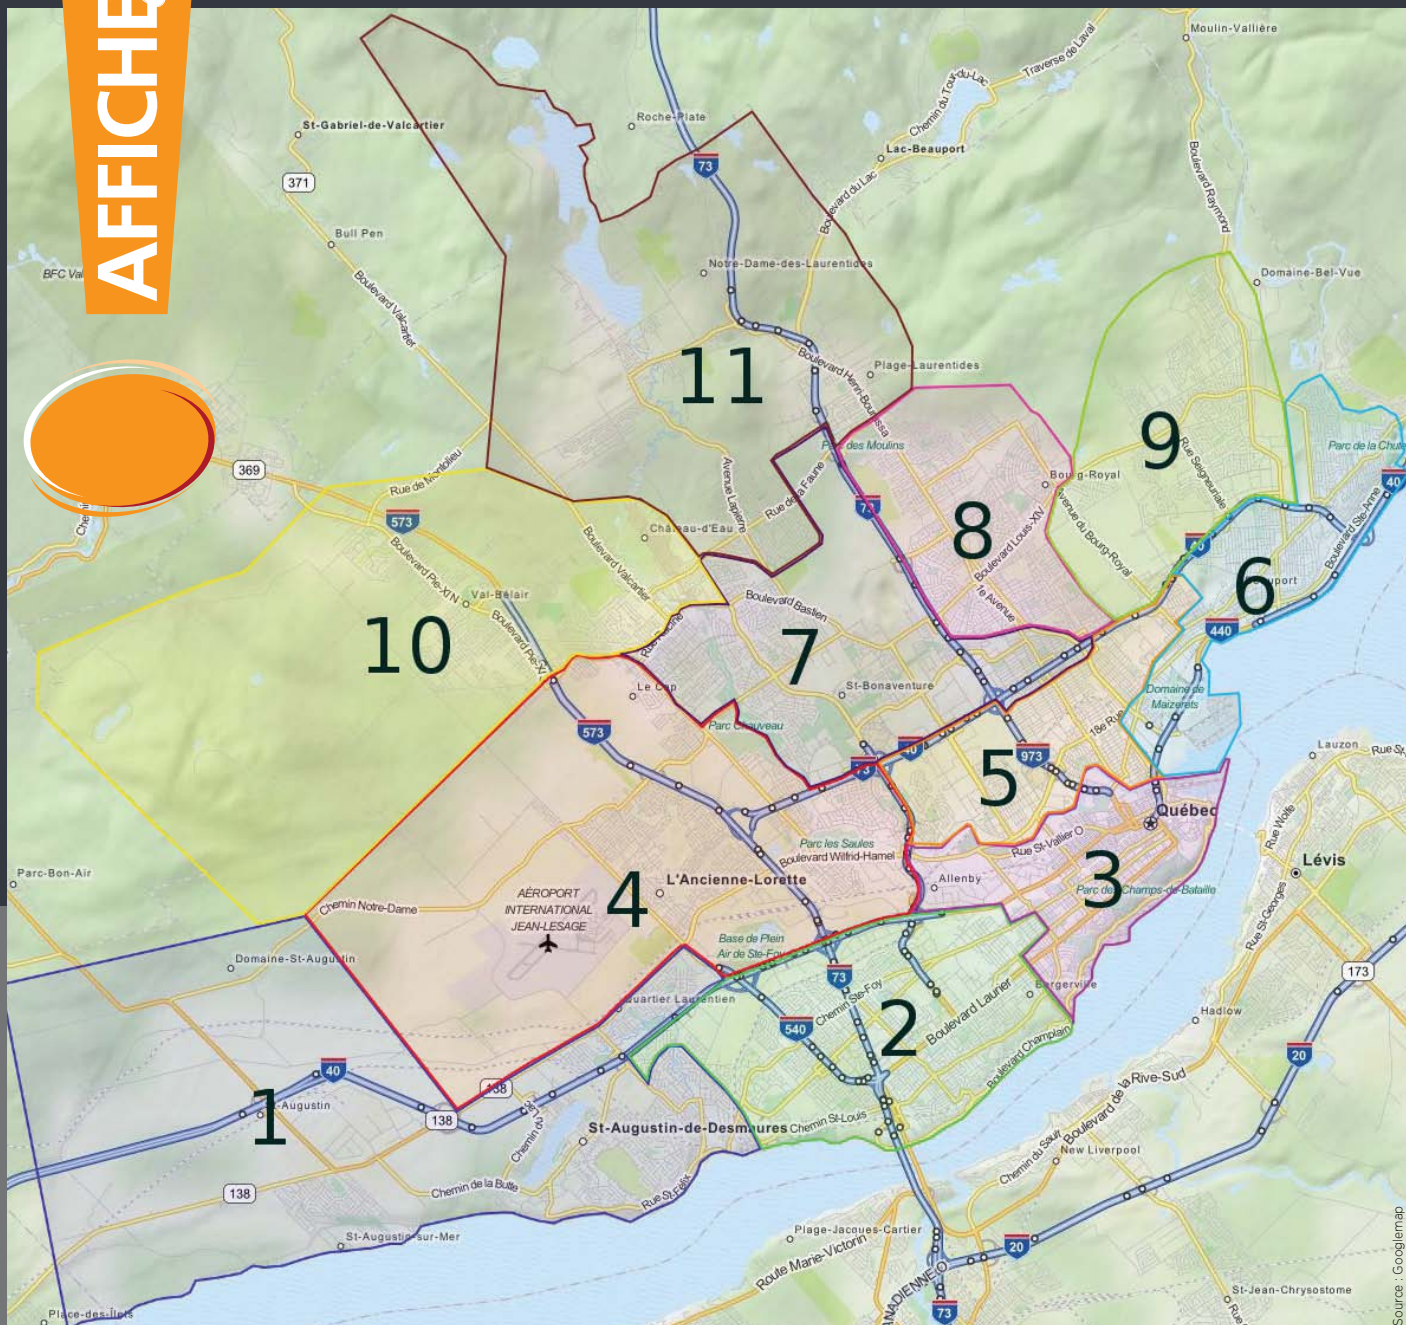 AFFICHE
Moulin-Vallière
Traverse de Laval
Chemin du Tour-du-Lac
St-Gabriel-de-Valcartier
Roche-Plate
Lac-Beauport
73
371
Boulevard du Lac
Boulevard Raymond
Bull Pen
Notre-Dame-des-Laurentides
Domaine-Bel-Vue
Boulevard Valcartier
11
Boulevard Henri-Bourassa
Plage-Laurentides
9
Parc des Moulins
Rue Seigneuriale
369
Rue de Montolieu
Avenue Lapierre
Rue de la Faune
Bourg-Royal
40
573
Château-d'Eau
73
8
Boulevard Louis-XIV
Avenue du Bourg-Royal
Boulevard Ste-Anne
Boulevard Pie-XI N
Boulevard Valcartier
40
Val-Bélair
Boulevard Bastien
1e Avenue
6
440
10
Boulevard Pie-XI
Rue Racine
7
Le Cap
St-Bonaventure
Domaine de
Maizerets
573
Parc Chauveau
18e Rue
40
973
73
5
Lauzon
Québec
Rue Wolfe
Parc les Saules
Boulevard Wilfrid-Hamel
Rue St-Vallier O
Lévis
Parc-Bon-Air
L'Ancienne-Lorette
Allenby
3
4
AÉROPORT
INTERNATIONAL
JEAN-LESAGE
Chemin Notre-Dame
Rue St-Georges
Base de Plein
Air de Ste-Foy
Domaine-St-Augustin
73
173
Quartier Laurentien
Chemin Ste-Foy
Bergerville
Boulevard Laurier
Hadlow
540
2
Boulevard Champlain
20
40
138
1
St-Augustin
138
Boulevard de la Rive-Sud
St-Augustin-de-Desmaures
Chemin St-Louis
Chemin du Sault
New Liverpool
138
Chemin de la Butte
Rue St-Félix
St-Augustin-sur-Mer
Plage-Jacques-Cartier
Route Marie-Victorin
20
St-Jean-Chrysostome
Place-des-Îlets
73
Source : Googlemap